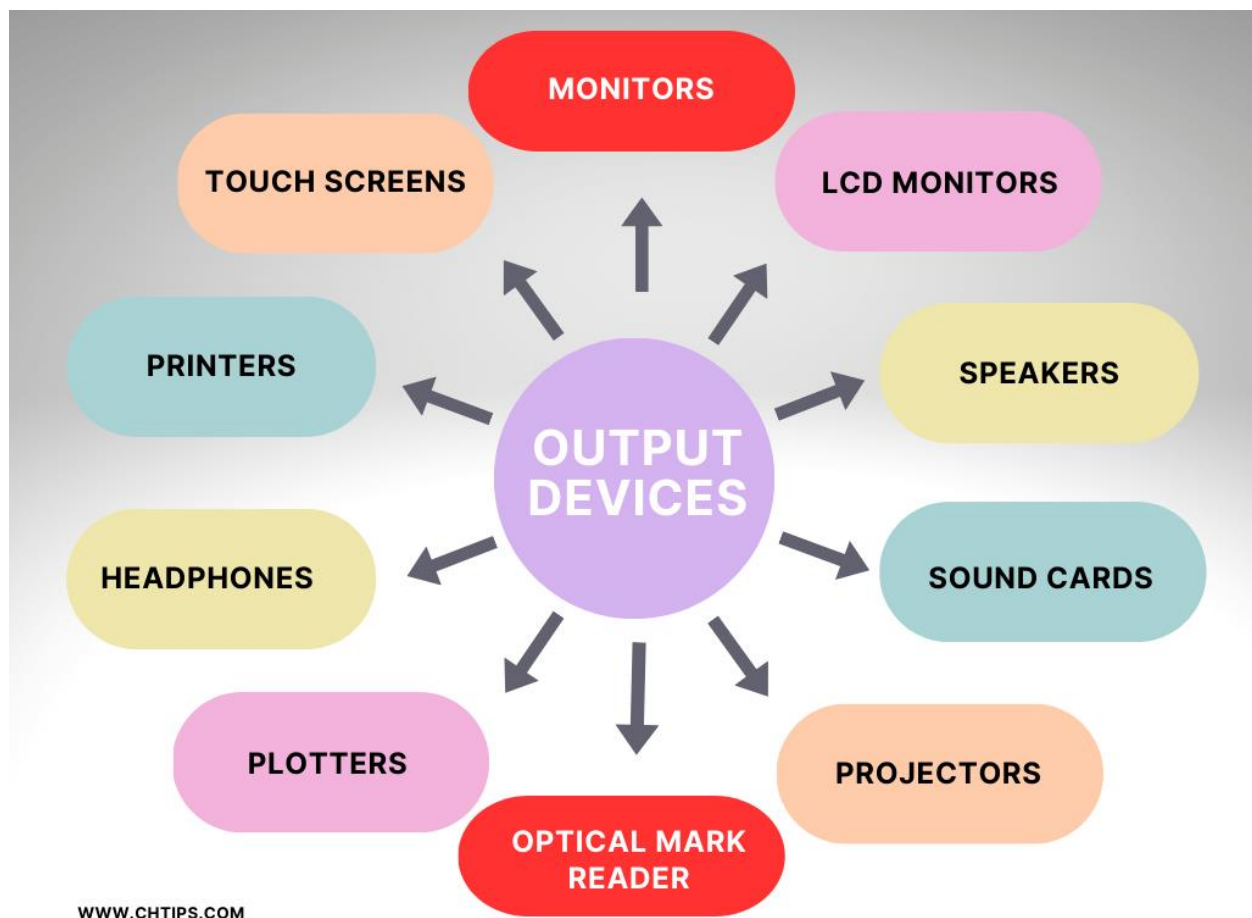 MONITORS
TOUCH SCREENS
LCD MONITORS
PRINTERS
SPEAKERS
OUTPUT
DEVICES
HEADPHONES
SOUND CARDS
PLOTTERS
PROJECTORS
OPTICAL MARK
READER
WWW.CHTIPS.COM